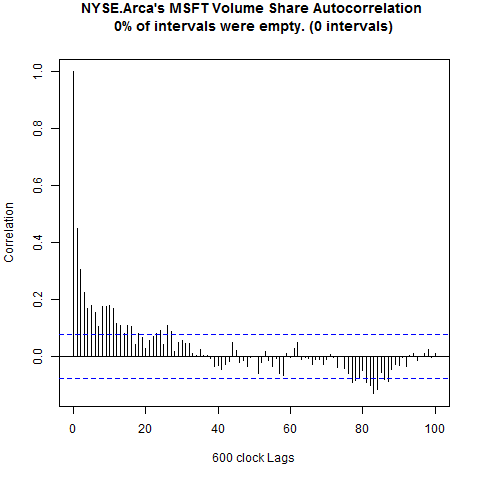 NYSE.Arca's MSFT Volume Share Autocorrelation
0% of intervals were empty. (0 intervals)
1.0
0.8
0.6
0.4
0.2
0.0
Correlation
0 20 40 60 80 100
600 clock Lags